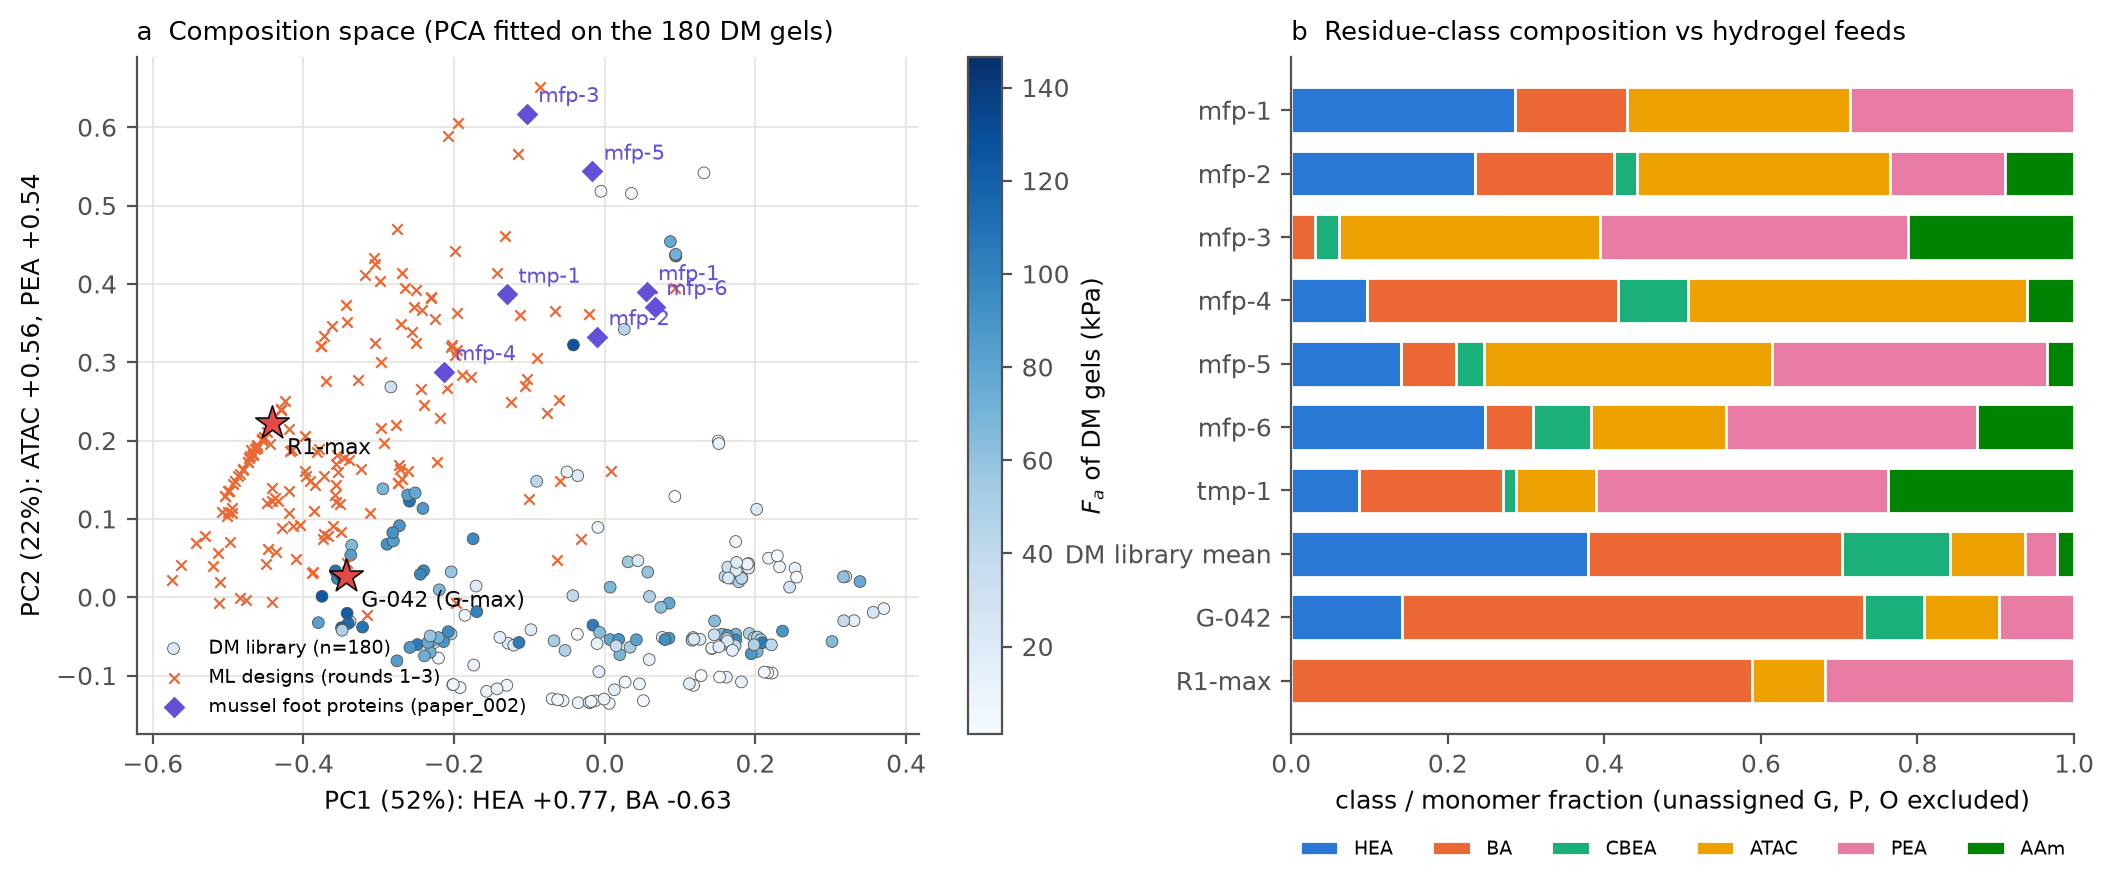 a  Composition space (PCA fitted on the 180 DM gels)
PC2 (22%): ATAC +0.56, PEA +0.54
0.6
0.5
0.4
0.3
0.2
0.1
0.0
−0.1
−0.6
−0.4
−0.2
0.0
0.2
0.4
PC1 (52%): HEA +0.77, BA -0.63
mfp-3
mfp-5
tmp-1
mfp-1
mfp-6
mfp-2
mfp-4
R1-max
G-042 (G-max)
DM library (n=180)
ML designs (rounds 1–3)
mussel foot proteins (paper_002)
140
120
100
80
60
40
20
Fa of DM gels (kPa)
b  Residue-class composition vs hydrogel feeds
mfp-1
mfp-2
mfp-3
mfp-4
mfp-5
mfp-6
tmp-1
DM library mean
G-042
R1-max
0.0
0.2
0.4
0.6
0.8
1.0
class / monomer fraction (unassigned G, P, O excluded)
HEA
BA
CBEA
ATAC
PEA
AAm